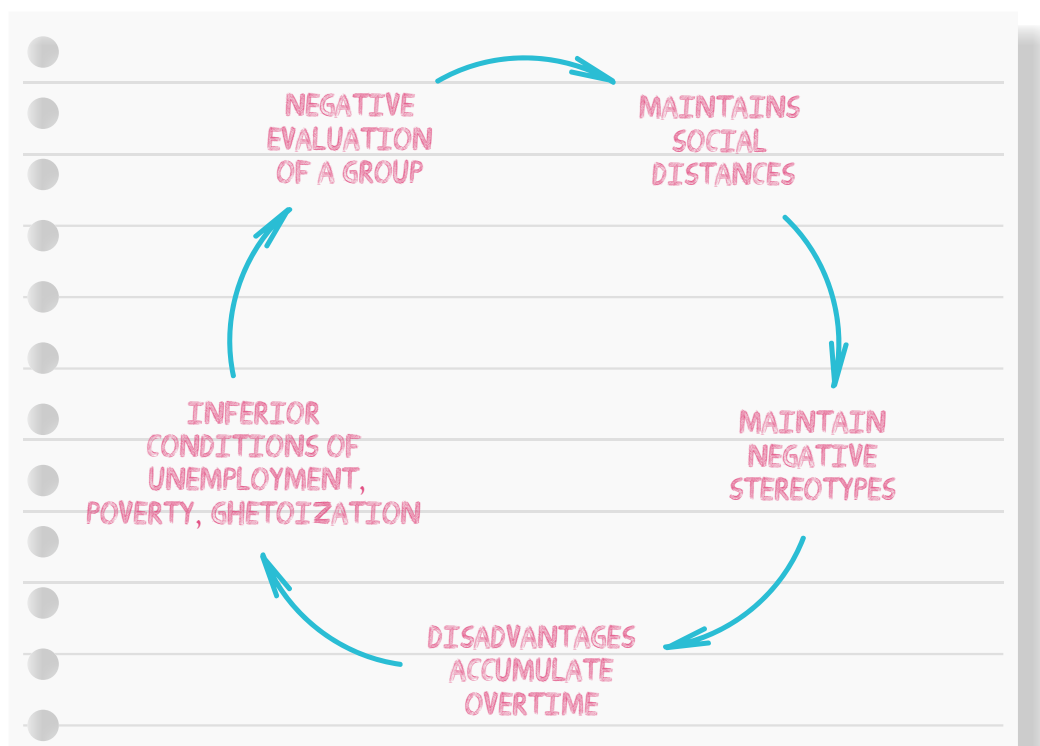 NEGATIVE
EVALUATION
OF A GROUP
MAINTAINS
SOCIAL
DISTANCES
MAINTAIN
NEGATIVE
STEREOTYPES
DISADVANTAGES
ACCUMULATE
OVERTIME
INFERIOR
CONDITIONS OF
UNEMPLOYMENT,
POVERTY, GHETOIZATION